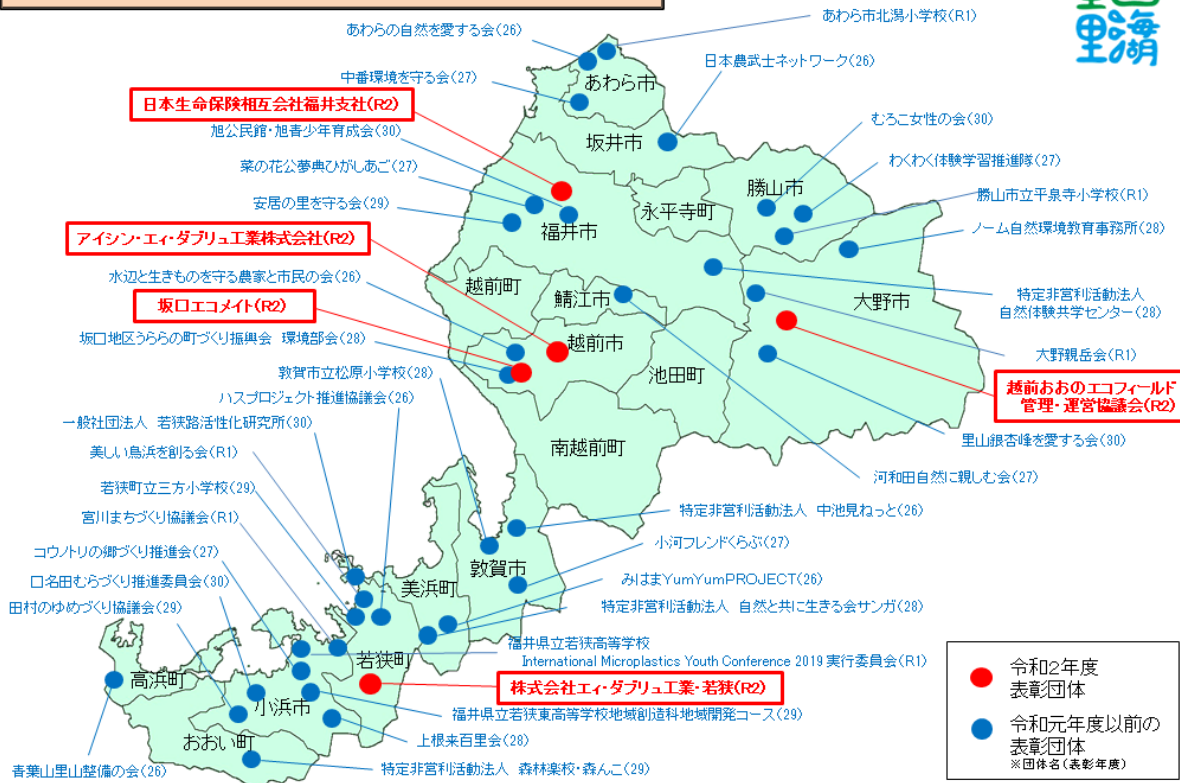 里
山
里
海
湖
あわらの自然を愛する会(26)
あわら市北潟小学校(R1)
中番環境を守る会(27)
日本農武士ネットワーク(26)
あわら市
日本生命保険相互会社福井支社(R2)
坂井市
むろこ女性の会(30)
旭公民館・旭青少年育成会(30)
わくわく体験学習推進隊(27)
菜の花公夢典ひがしあご(27)
勝山市
勝山市立平泉寺小学校(R1)
安居の里を守る会(29)
永平寺町
福井市
ノーム自然環境教育事務所(28)
アイシン・エィ・ダブリュ工業株式会社(R2)
水辺と生きものを守る農家と市民の会(26)
越前町
鯖江市
大野市
特定非営利活動法人
自然体験共学センター(28)
坂口エコメイト(R2)
坂口地区うららの町づくり振興会 環境部会(28)
越前市
大野親岳会(R1)
敦賀市立松原小学校(28)
池田町
越前おおのエコフィールド
管理・運営協議会(R2)
ハスプロジェクト推進協議会(26)
一般社団法人 若狭路活性化研究所(30)
里山銀杏峰を愛する会(30)
美しい鳥浜を創る会(R1)
南越前町
河和田自然に親しむ会(27)
若狭町立三方小学校(29)
宮川まちづくり協議会(R1)
特定非営利活動法人 中池見ねっと(26)
コウノトリの郷づくり推進会(27)
小河フレンドくらぶ(27)
口名田むらづくり推進委員会(30)
敦賀市
美浜町
みはまYumYumPROJECT(26)
田村のゆめづくり協議会(29)
特定非営利活動法人 自然と共に生きる会サンガ(28)
福井県立若狭高等学校
International Microplastics Youth Conference 2019 実行委員会(R1)
若狭町
高浜町
株式会社エィ・ダブリュ工業・若狭(R2)
小浜市
福井県立若狭東高等学校地域創造科地域開発コース(29)
おおい町
上根来百里会(28)
青葉山里山整備の会(26)
特定非営利活動法人 森林楽校・森んこ(29)
令和2年度
表彰団体
令和元年度以前の
表彰団体
※団体名(表彰年度)